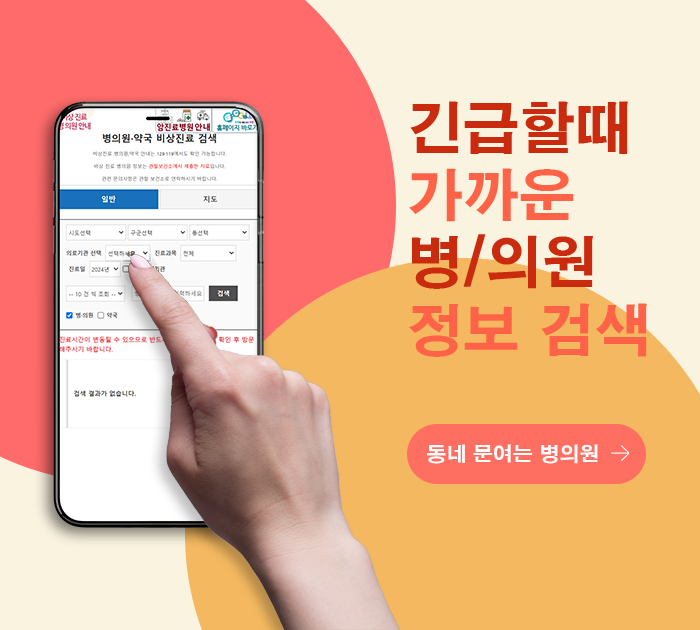 긴급할때
가까운
병/의원
정보 검색
동네 문여는 병의원 →
비상 진료
병의원 안내
암진료병원안내
홈페이지 바로가기
병의원·약국 비상진료 검색
비상진료 병의원/약국 안내는 129·119에서도 확인 가능합니다.
비상 진료 병의원 정보는 관할보건소에서 제출한 자료입니다.
관련 문의사항은 관할 보건소로 연락하시기 바랍니다.
일반
지도
시도선택 구군선택 동선택
의료기관 선택 선택하세요 진료과목 전체
진료일 2024년
-- 10 건 씩 조회 -- 검색
병·의원 약국
진료시간이 변동될 수 있으므로 확인 후 방문
해주시기 바랍니다.
검색 결과가 없습니다.